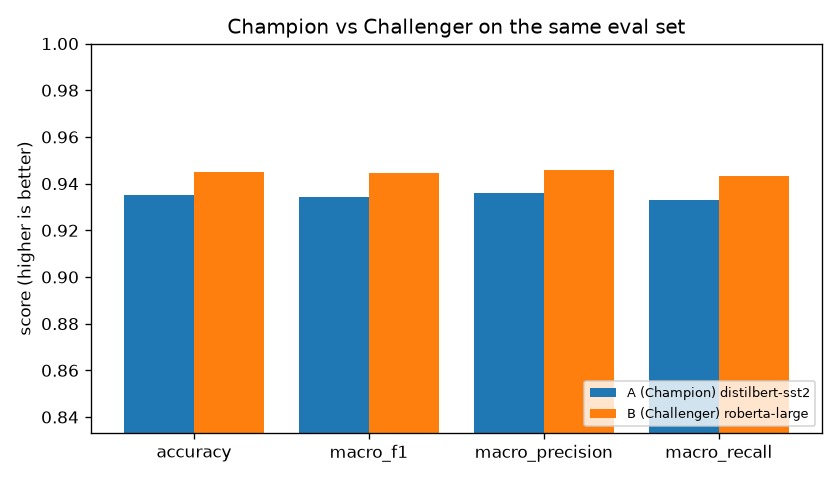 Champion vs Challenger on the same eval set
score (higher is better)
1.00
0.98
0.96
0.94
0.92
0.90
0.88
0.86
0.84
accuracy
macro_f1
macro_precision
macro_recall
A (Champion) distilbert-sst2
B (Challenger) roberta-large